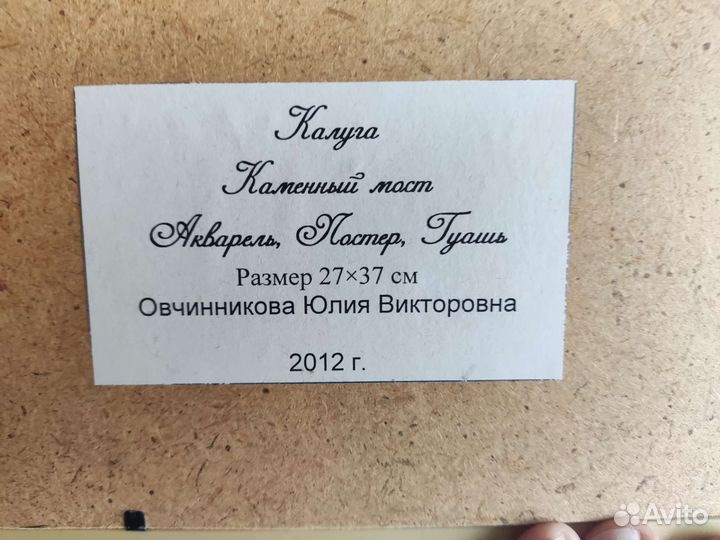 Калуга
Каменный мост
Акварель, Постер, Гуашь
Размер 27×37 см
Овчинникова Юлия Викторовна
2012 г.
Avito